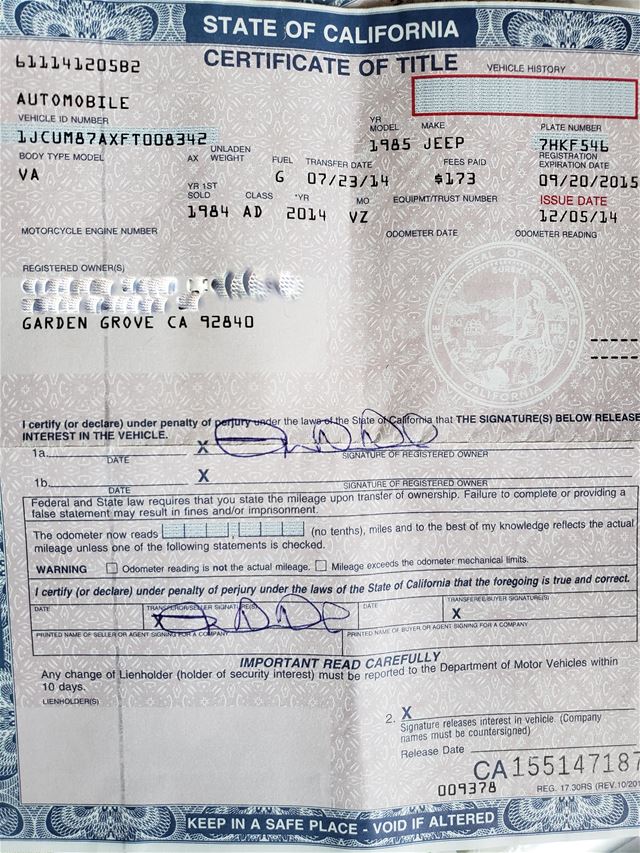 STATE OF CALIFORNIA
CERTIFICATE OF TITLE
VEHICLE HISTORY
61114120582
AUTOMOBILE
VEHICLE ID NUMBER
1JCUM87AXFT008342
YR MODEL
1985
MAKE
JEEP
PLATE NUMBER
7HKF546
BODY TYPE MODEL
VA
AX
UNLADEN WEIGHT
FUEL
G
TRANSFER DATE
07/23/14
FEES PAID
$173
REGISTRATION EXPIRATION DATE
09/20/2015
YR 1ST SOLD
1984
CLASS
AD
*YR
2014
MO
VZ
EQUIPMT/TRUST NUMBER
ISSUE DATE
12/05/14
MOTORCYCLE ENGINE NUMBER
ODOMETER DATE
ODOMETER READING
REGISTERED OWNER(S)
GARDEN GROVE CA 92840
CALIFORNIA
I certify (or declare) under penalty of perjury under the laws of the State of California that THE SIGNATURE(S) BELOW RELEASE
INTEREST IN THE VEHICLE.
1a.
X
DATE
SIGNATURE OF REGISTERED OWNER
1b.
X
DATE
SIGNATURE OF REGISTERED OWNER
Federal and State law requires that you state the mileage upon transfer of ownership. Failure to complete or providing a
false statement may result in fines and/or imprisonment.
The odometer now reads , (no tenths), miles and to the best of my knowledge reflects the actual
mileage unless one of the following statements is checked.
WARNING Odometer reading is not the actual mileage. Mileage exceeds the odometer mechanical limits.
I certify (or declare) under penalty of perjury under the laws of the State of California that the foregoing is true and correct.
DATE
TRANSFEROR/SELLER SIGNATURE(S)
X
DATE
TRANSFEREE/BUYER SIGNATURE(S)
X
PRINTED NAME OF SELLER OR AGENT SIGNING FOR A COMPANY
PRINTED NAME OF BUYER OR AGENT SIGNING FOR A COMPANY
IMPORTANT READ CAREFULLY
Any change of Lienholder (holder of security interest) must be reported to the Department of Motor Vehicles within
10 days.
LIENHOLDER(S)
2. X
Signature releases interest in vehicle. (Company
names must be countersigned)
Release Date
CA155147187
009378
REG. 17.30RS (REV.10/201
KEEP IN A SAFE PLACE - VOID IF ALTERED